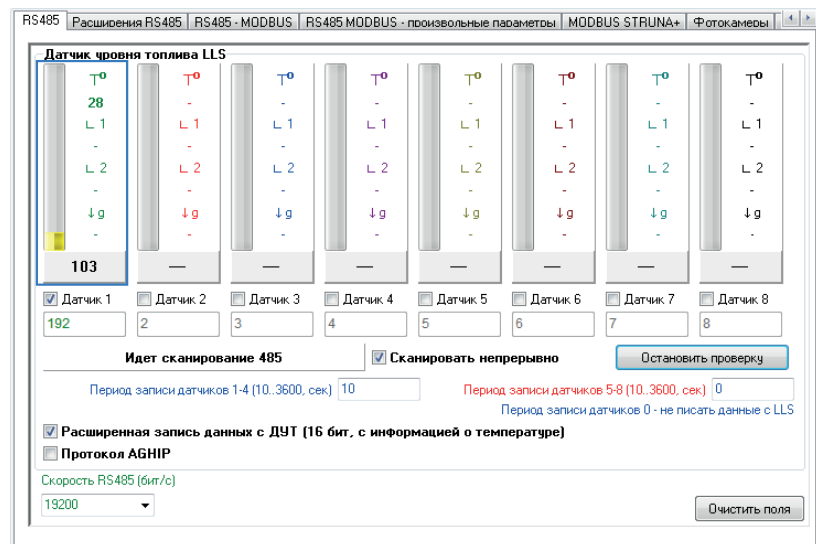 RS485 Расширения RS485 RS485 - MODBUS RS485 MODBUS - произвольные параметры MODBUS STRUNA+ Фотокамеры
Датчик уровня топлива LLS
T° T° T° T° T° T° T° T°
28 - - - - - - -
∟ 1 ∟ 1 ∟ 1 ∟ 1 ∟ 1 ∟ 1 ∟ 1 ∟ 1
- - - - - - - -
∟ 2 ∟ 2 ∟ 2 ∟ 2 ∟ 2 ∟ 2 ∟ 2 ∟ 2
- - - - - - - -
↓g ↓g ↓g ↓g ↓g ↓g ↓g ↓g
- - - - - - - -
103 — — — — — — —
Датчик 1 Датчик 2 Датчик 3 Датчик 4 Датчик 5 Датчик 6 Датчик 7 Датчик 8
192 2 3 4 5 6 7 8
Идет сканирование 485 Сканировать непрерывно Остановить проверку
Период записи датчиков 1-4 (10..3600, сек) 10 Период записи датчиков 5-8 (10..3600, сек) 0
Период записи датчиков 0 - не писать данные с LLS
Расширенная запись данных с ДУТ (16 бит, с информацией о температуре)
Протокол AGHIP
Скорость RS485 (бит/с)
19200 Очистить поля